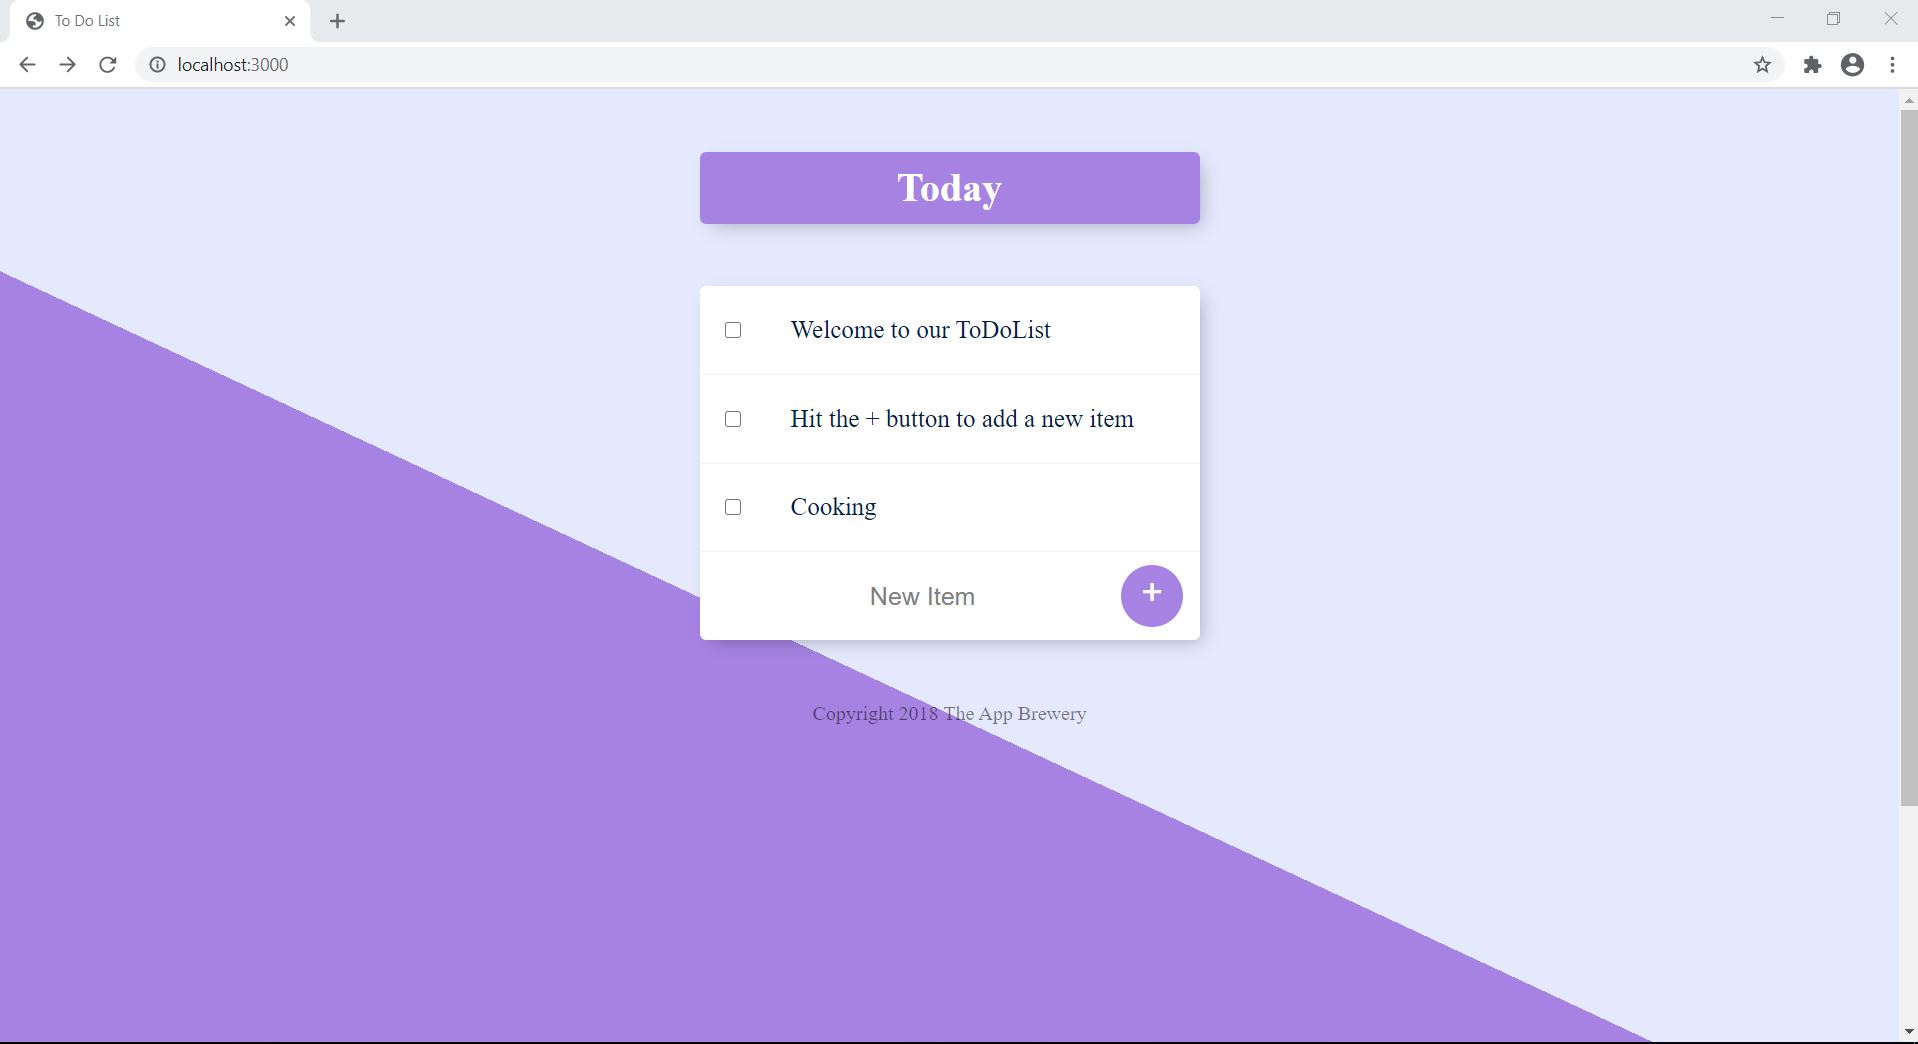 To Do List
localhost:3000
Today
Welcome to our ToDoList
Hit the + button to add a new item
Cooking
New Item
+
Copyright 2018 The App Brewery